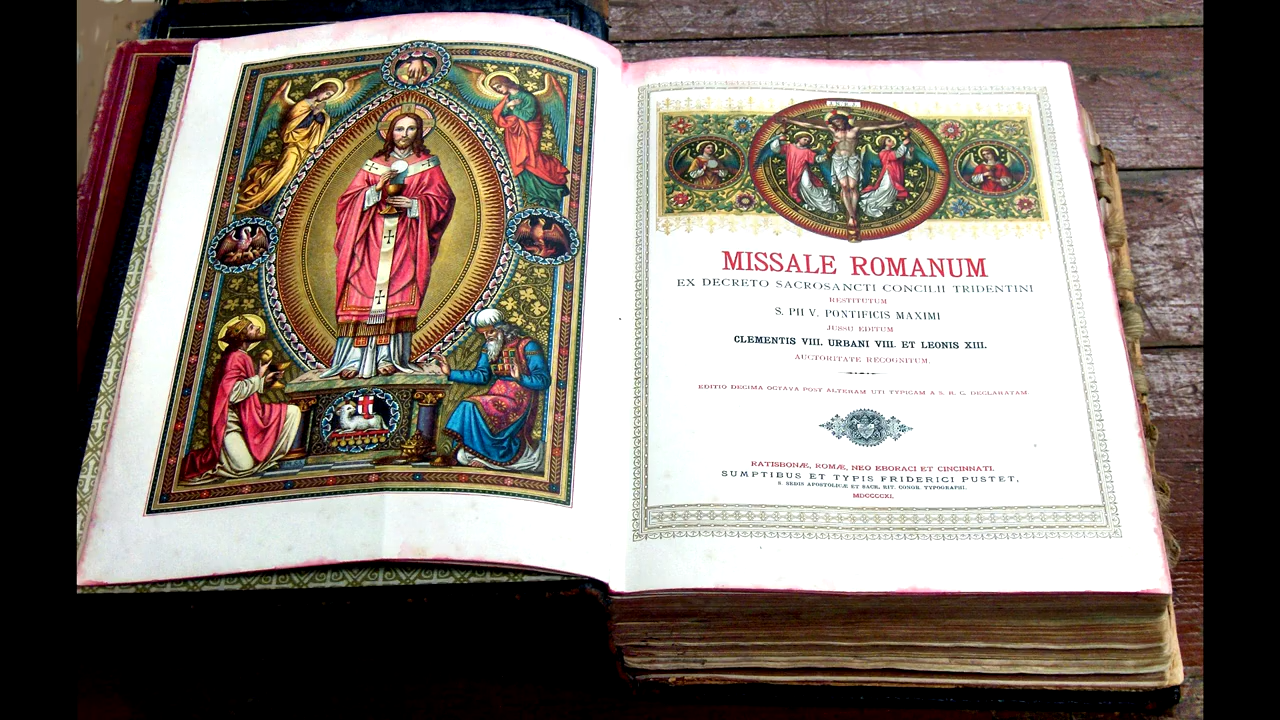 I.N.R.I.
MISSALE ROMANUM
EX DECRETO SACROSANCTI CONCILII TRIDENTINI
RESTITUTUM
S. PII V. PONTIFICIS MAXIMI
JUSSU EDITUM
CLEMENTIS VIII. URBANI VIII. ET LEONIS XIII.
AUCTORITATE RECOGNITUM.
EDITIO DECIMA OCTAVA POST ALTERAM UTI TYPICAM A S. R. C. DECLARATAM.
RATISBONÆ, ROMÆ, NEO EBORACI ET CINCINNATI.
SUMPTIBUS ET TYPIS FRIDERICI PUSTET,
S. SEDIS APOSTOLICÆ ET SACR. RIT. CONGR. TYPOGRAPHI.
MDCCCCXI.